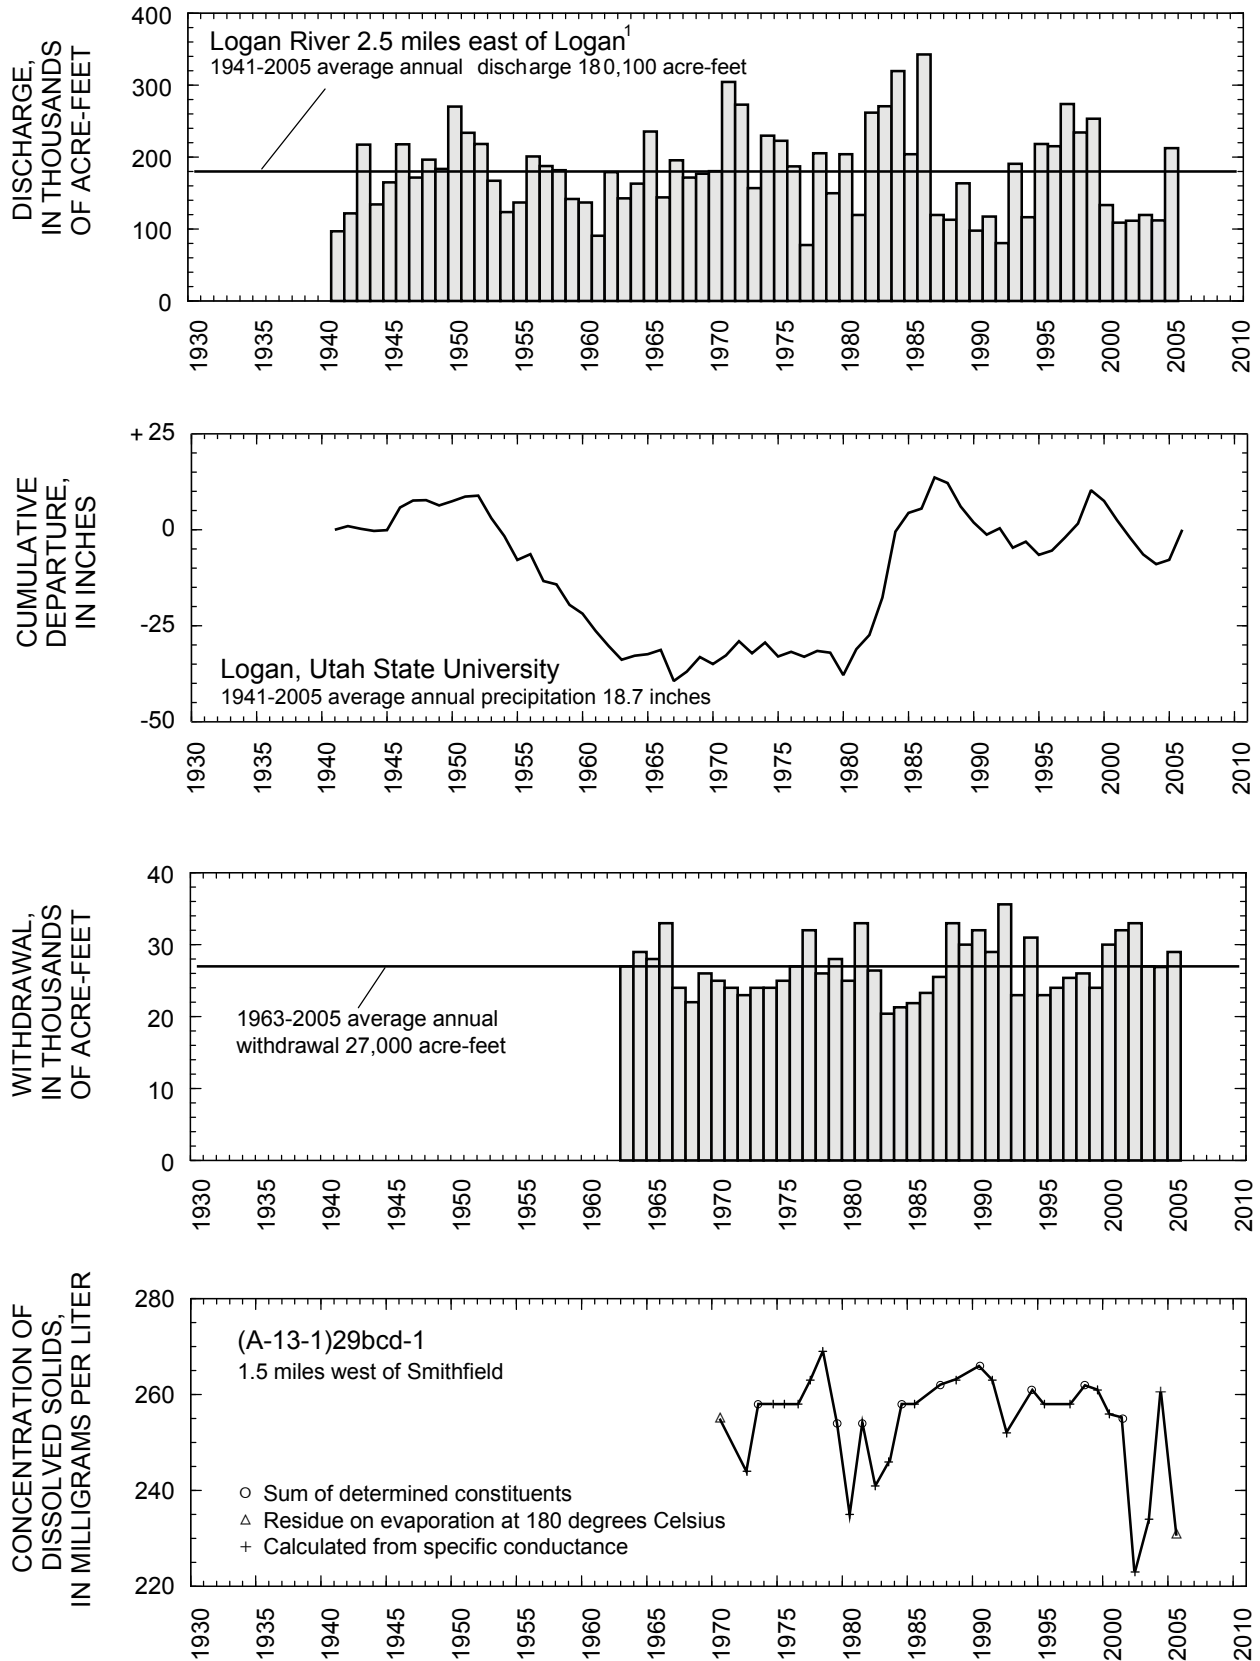 DISCHARGE,
IN THOUSANDS
OF ACRE-FEET
400
300
200
100
0
Logan River 2.5 miles east of Logan¹
1941-2005 average annual discharge 180,100 acre-feet
1930 1935 1940 1945 1950 1955 1960 1965 1970 1975 1980 1985 1990 1995 2000 2005 2010
CUMULATIVE
DEPARTURE,
IN INCHES
+25
0
-25
-50
Logan, Utah State University
1941-2005 average annual precipitation 18.7 inches
1930 1935 1940 1945 1950 1955 1960 1965 1970 1975 1980 1985 1990 1995 2000 2005 2010
WITHDRAWAL,
IN THOUSANDS
OF ACRE-FEET
40
30
20
10
0
1963-2005 average annual
withdrawal 27,000 acre-feet
1930 1935 1940 1945 1950 1955 1960 1965 1970 1975 1980 1985 1990 1995 2000 2005 2010
CONCENTRATION OF
DISSOLVED SOLIDS,
IN MILLIGRAMS PER LITER
280
260
240
220
(A-13-1)29bcd-1
1.5 miles west of Smithfield
Sum of determined constituents
Residue on evaporation at 180 degrees Celsius
Calculated from specific conductance
1930 1935 1940 1945 1950 1955 1960 1965 1970 1975 1980 1985 1990 1995 2000 2005 2010